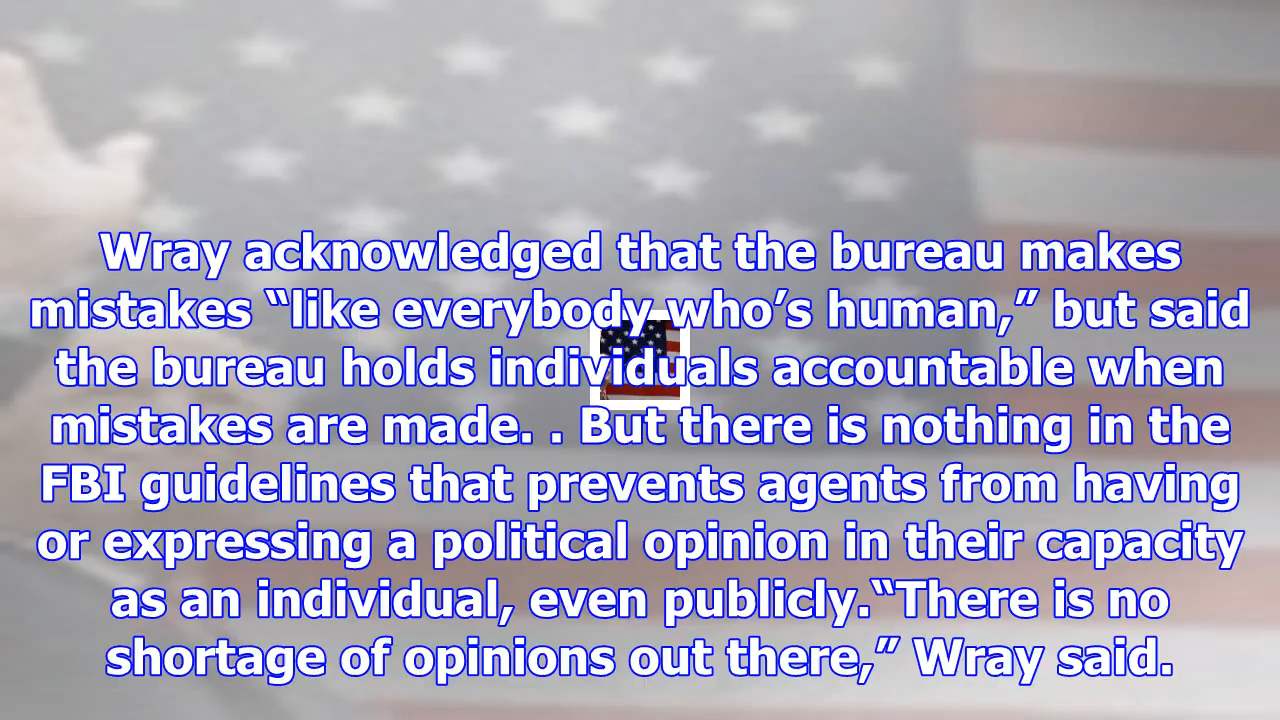 Wray acknowledged that the bureau makes
mistakes “like everybody who’s human,” but said
the bureau holds individuals accountable when
mistakes are made. . But there is nothing in the
FBI guidelines that prevents agents from having
or expressing a political opinion in their capacity
as an individual, even publicly.“There is no
shortage of opinions out there,” Wray said.